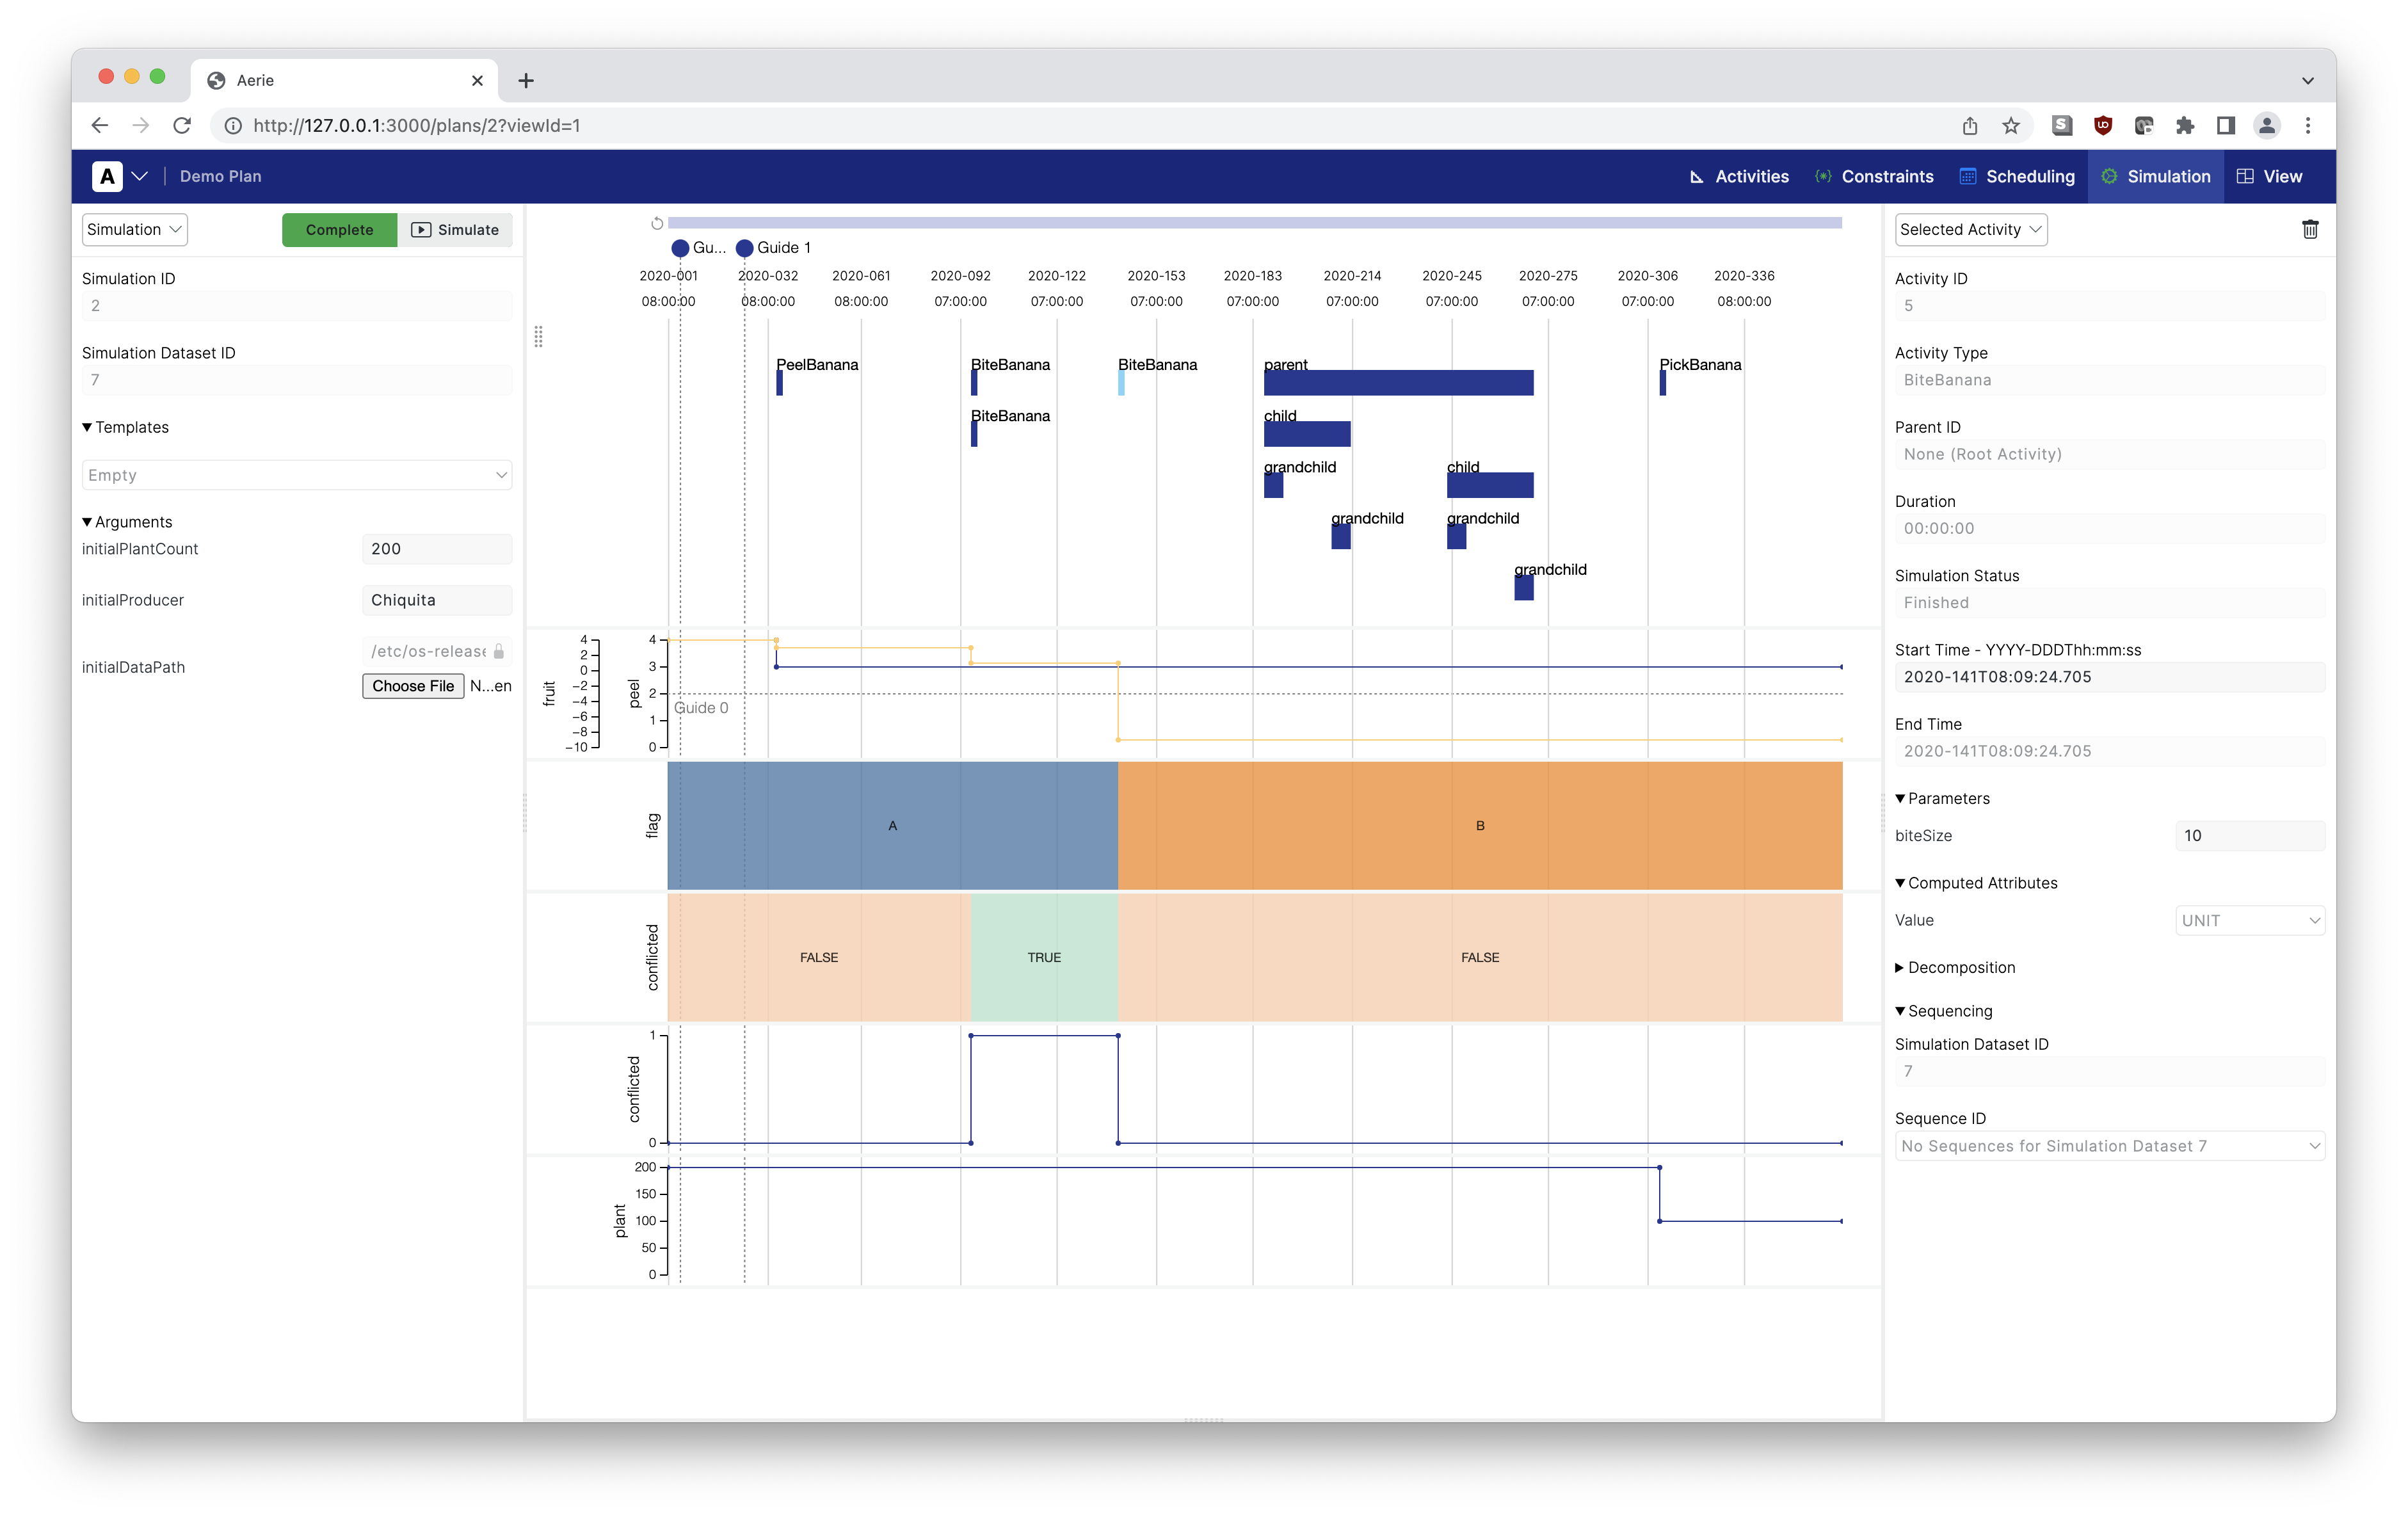 Aerie
http://127.0.0.1:3000/plans/2?viewId=1
A
Demo Plan
Activities
Constraints
Scheduling
Simulation
View
Simulation
Complete
Simulate
Simulation ID
2
Simulation Dataset ID
7
Templates
Empty
Arguments
initialPlantCount
200
initialProducer
Chiquita
initialDataPath
/etc/os-release
Choose File N...en
Gu...
Guide 1
2020-001 2020-032 2020-061 2020-092 2020-122 2020-153 2020-183 2020-214 2020-245 2020-275 2020-306 2020-336
08:00:00 08:00:00 08:00:00 07:00:00 07:00:00 07:00:00 07:00:00 07:00:00 07:00:00 07:00:00 07:00:00 08:00:00
PeelBanana BiteBanana BiteBanana parent PickBanana
BiteBanana child
grandchild child
grandchild grandchild
grandchild
fruit
4
2
0
−2
−4
−6
−8
−10
peel
4
3
2
1
0
Guide 0
flag
A
B
conflicted
FALSE
TRUE
FALSE
conflicted
1
0
plant
200
150
100
50
0
Selected Activity
Activity ID
5
Activity Type
BiteBanana
Parent ID
None (Root Activity)
Duration
00:00:00
Simulation Status
Finished
Start Time - YYYY-DDDThh:mm:ss
2020-141T08:09:24.705
End Time
2020-141T08:09:24.705
Parameters
biteSize
10
Computed Attributes
Value
UNIT
Decomposition
Sequencing
Simulation Dataset ID
7
Sequence ID
No Sequences for Simulation Dataset 7